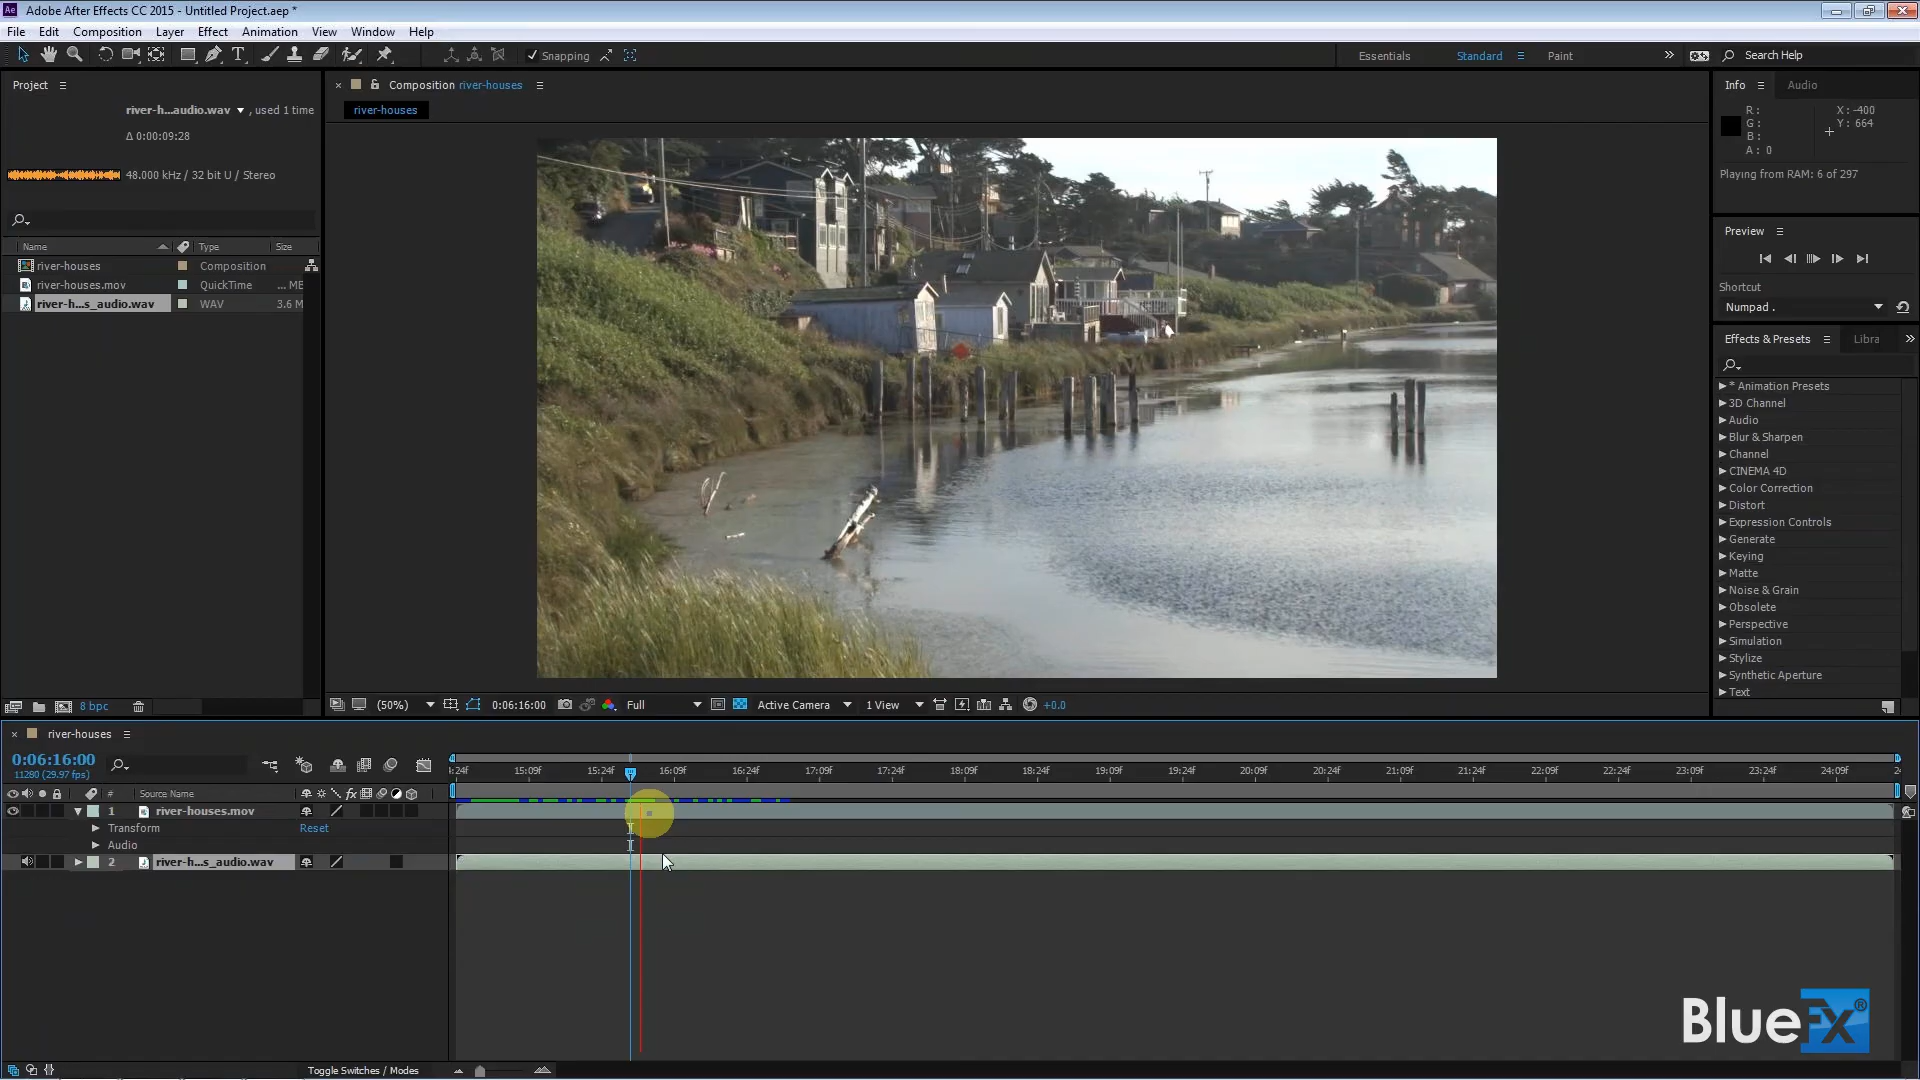 Ae Adobe After Effects CC 2015 - Untitled Project.aep *
File Edit Composition Layer Effect Animation View Window Help
Snapping
Essentials Standard Paint Search Help
Project
river-h...audio.wav , used 1 time
Δ 0:00:09:28
48.000 kHz / 32 bit U / Stereo
Name Type Size
river-houses Composition
river-houses.mov QuickTime ... ME
river-h...s_audio.wav WAV 3.6 M
8 bpc
Composition river-houses
river-houses
(50%) 0:06:16:00 Full Active Camera 1 View +0.0
Info Audio
R :
G :
B :
A : 0
X : -400
Y : 664
Playing from RAM: 6 of 297
Preview
Shortcut
Numpad .
Effects & Presets Libra
* Animation Presets
3D Channel
Audio
Blur & Sharpen
Channel
CINEMA 4D
Color Correction
Distort
Expression Controls
Generate
Keying
Matte
Noise & Grain
Obsolete
Perspective
Simulation
Stylize
Synthetic Aperture
Text
river-houses
0:06:16:00
11280 (29.97 fps)
:24f 15:09f 15:24f 16:09f 16:24f 17:09f 17:24f 18:09f 18:24f 19:09f 19:24f 20:09f 20:24f 21:09f 21:24f 22:09f 22:24f 23:09f 23:24f 24:09f 24
# Source Name fx
1 river-houses.mov
Transform Reset
Audio
2 river-h...s_audio.wav
Toggle Switches / Modes
BlueFX®